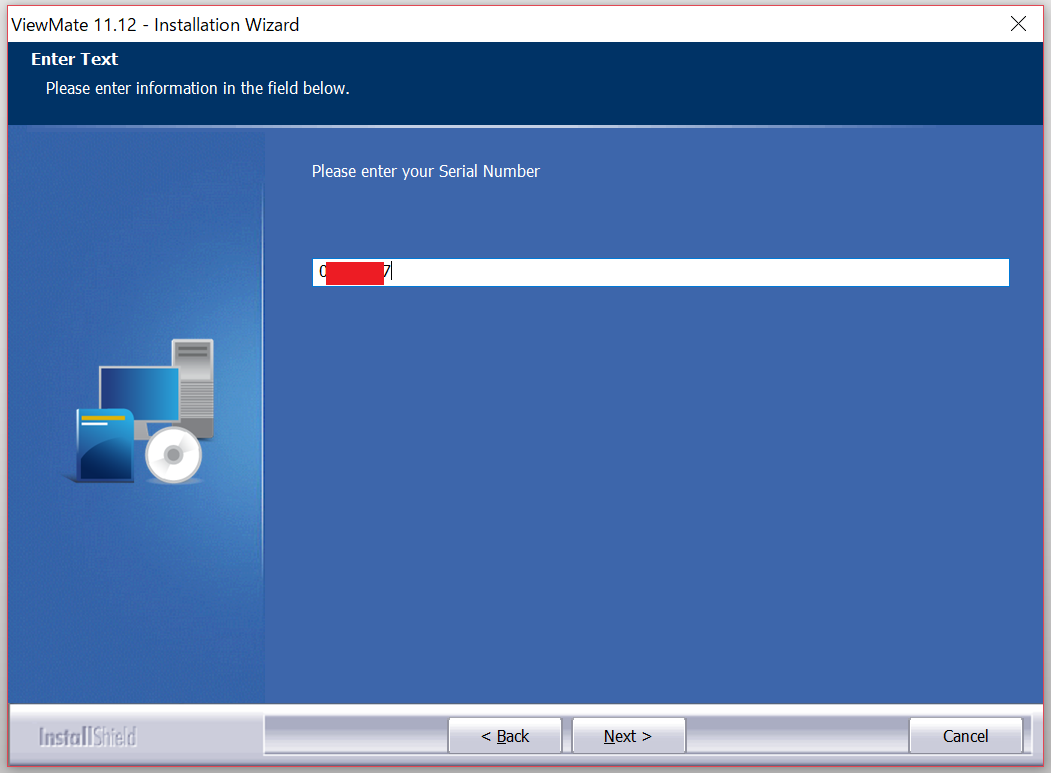 ViewMate 11.12 - Installation Wizard
Enter Text
Please enter information in the field below.
Please enter your Serial Number
0 7
InstallShield
< Back
Next >
Cancel